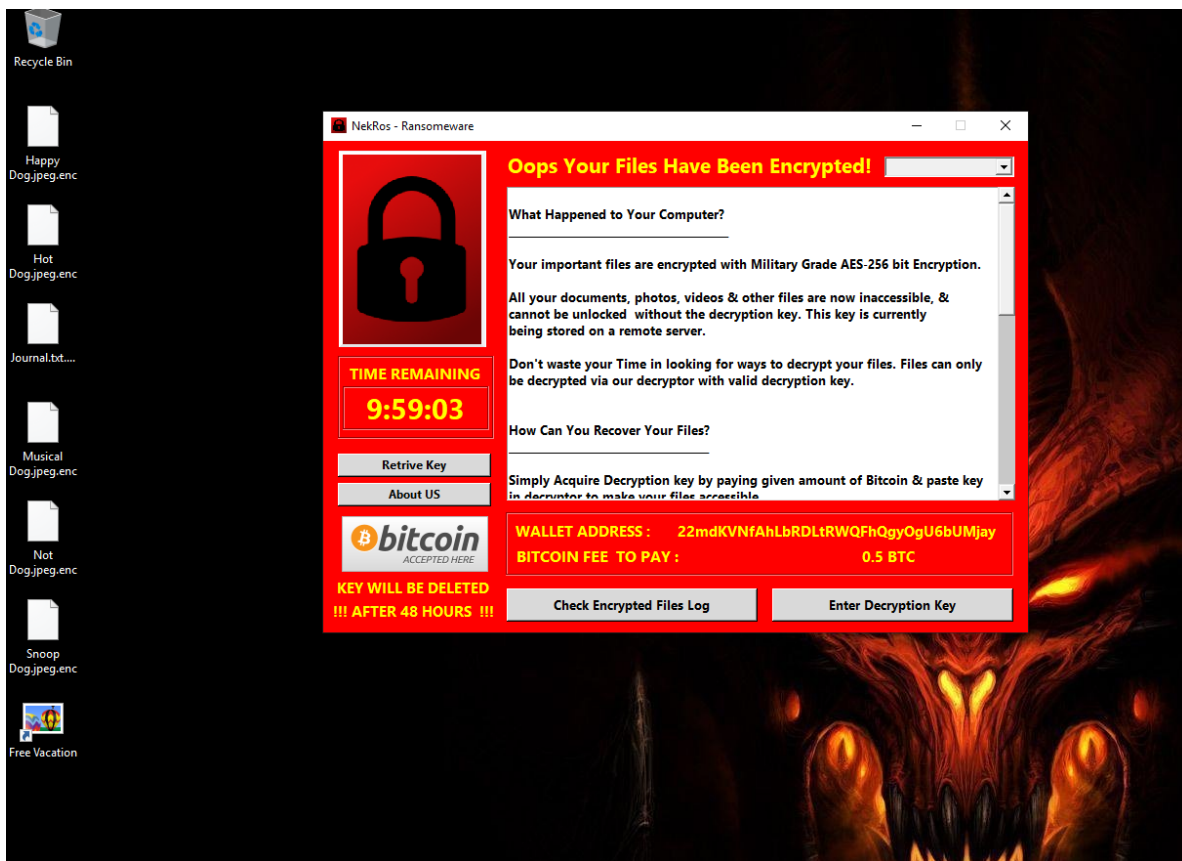 Recycle Bin
Happy
Dog.jpeg.enc
Hot
Dog.jpeg.enc
Journal.txt....
Musical
Dog.jpeg.enc
Not
Dog.jpeg.enc
Snoop
Dog.jpeg.enc
Free Vacation
NekRos - Ransomeware
Oops Your Files Have Been Encrypted!
What Happened to Your Computer?
Your important files are encrypted with Military Grade AES-256 bit Encryption.
All your documents, photos, videos & other files are now inaccessible, &
cannot be unlocked without the decryption key. This key is currently
being stored on a remote server.
Don't waste your Time in looking for ways to decrypt your files. Files can only
be decrypted via our decryptor with valid decryption key.
How Can You Recover Your Files?
Simply Acquire Decryption key by paying given amount of Bitcoin & paste key
in decryptor to make your files accessible
TIME REMAINING
9:59:03
Retrive Key
About US
bitcoin
ACCEPTED HERE
KEY WILL BE DELETED
!!! AFTER 48 HOURS !!!
WALLET ADDRESS : 22mdKVNfAhLbRDLtRWQFhQgyOgU6bUMjay
BITCOIN FEE TO PAY : 0.5 BTC
Check Encrypted Files Log
Enter Decryption Key